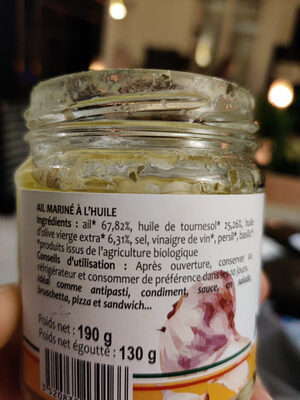 AIL MARINÉ À L'HUILE
Ingrédients : ail* 67,82%, huile de tournesol* 25,26%, huile
d'olive vierge extra* 6,31%, sel, vinaigre de vin*, persil*, basilic*
*produits issus de l'agriculture biologique
Conseils d'utilisation : Après ouverture, conserver au
réfrigérateur et consommer de préférence dans les 10 jours.
Idéal comme antipasti, condiment, sauce, en salade,
bruschetta, pizza et sandwich...
Poids net : 190 g
Poids net égoutté : 130 g